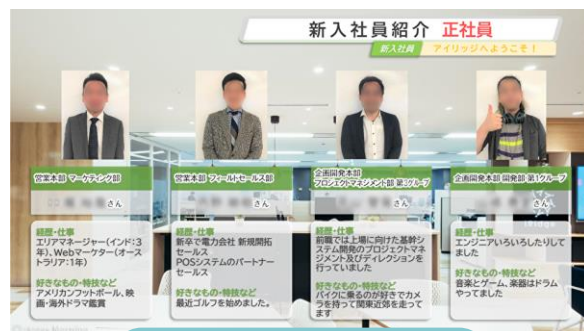 新入社員紹介 正社員
新入社員 アイリッジへようこそ!
営業本部 マーケティング部
さん
経歴・仕事
エリアマネージャー(インド:3
年)、Webマーケター(オース
トラリア:1年)
好きなもの・特技など
アメリカンフットボール、映
画・海外ドラマ鑑賞
営業本部 フィールドセールス部
さん
経歴・仕事
新卒で電力会社 新規開拓
セールス
POSシステムのパートナー
セールス
好きなもの・特技など
最近ゴルフを始めました。
企画開発本部
プロジェクトマネジメント部 第3グループ
さん
経歴・仕事
前職では上場に向けた基幹シ
ステム開発のプロジェクトマネ
ジメント及びディレクションを
行っていました
好きなもの・特技など
バイクに乗るのが好きでカメ
ラを持って関東近郊を走って
ます
企画開発本部 開発部 第1グループ
さん
経歴・仕事
エンジニアいろいろしたりして
ました
好きなもの・特技など
音楽とゲーム、楽器はドラム
やってました